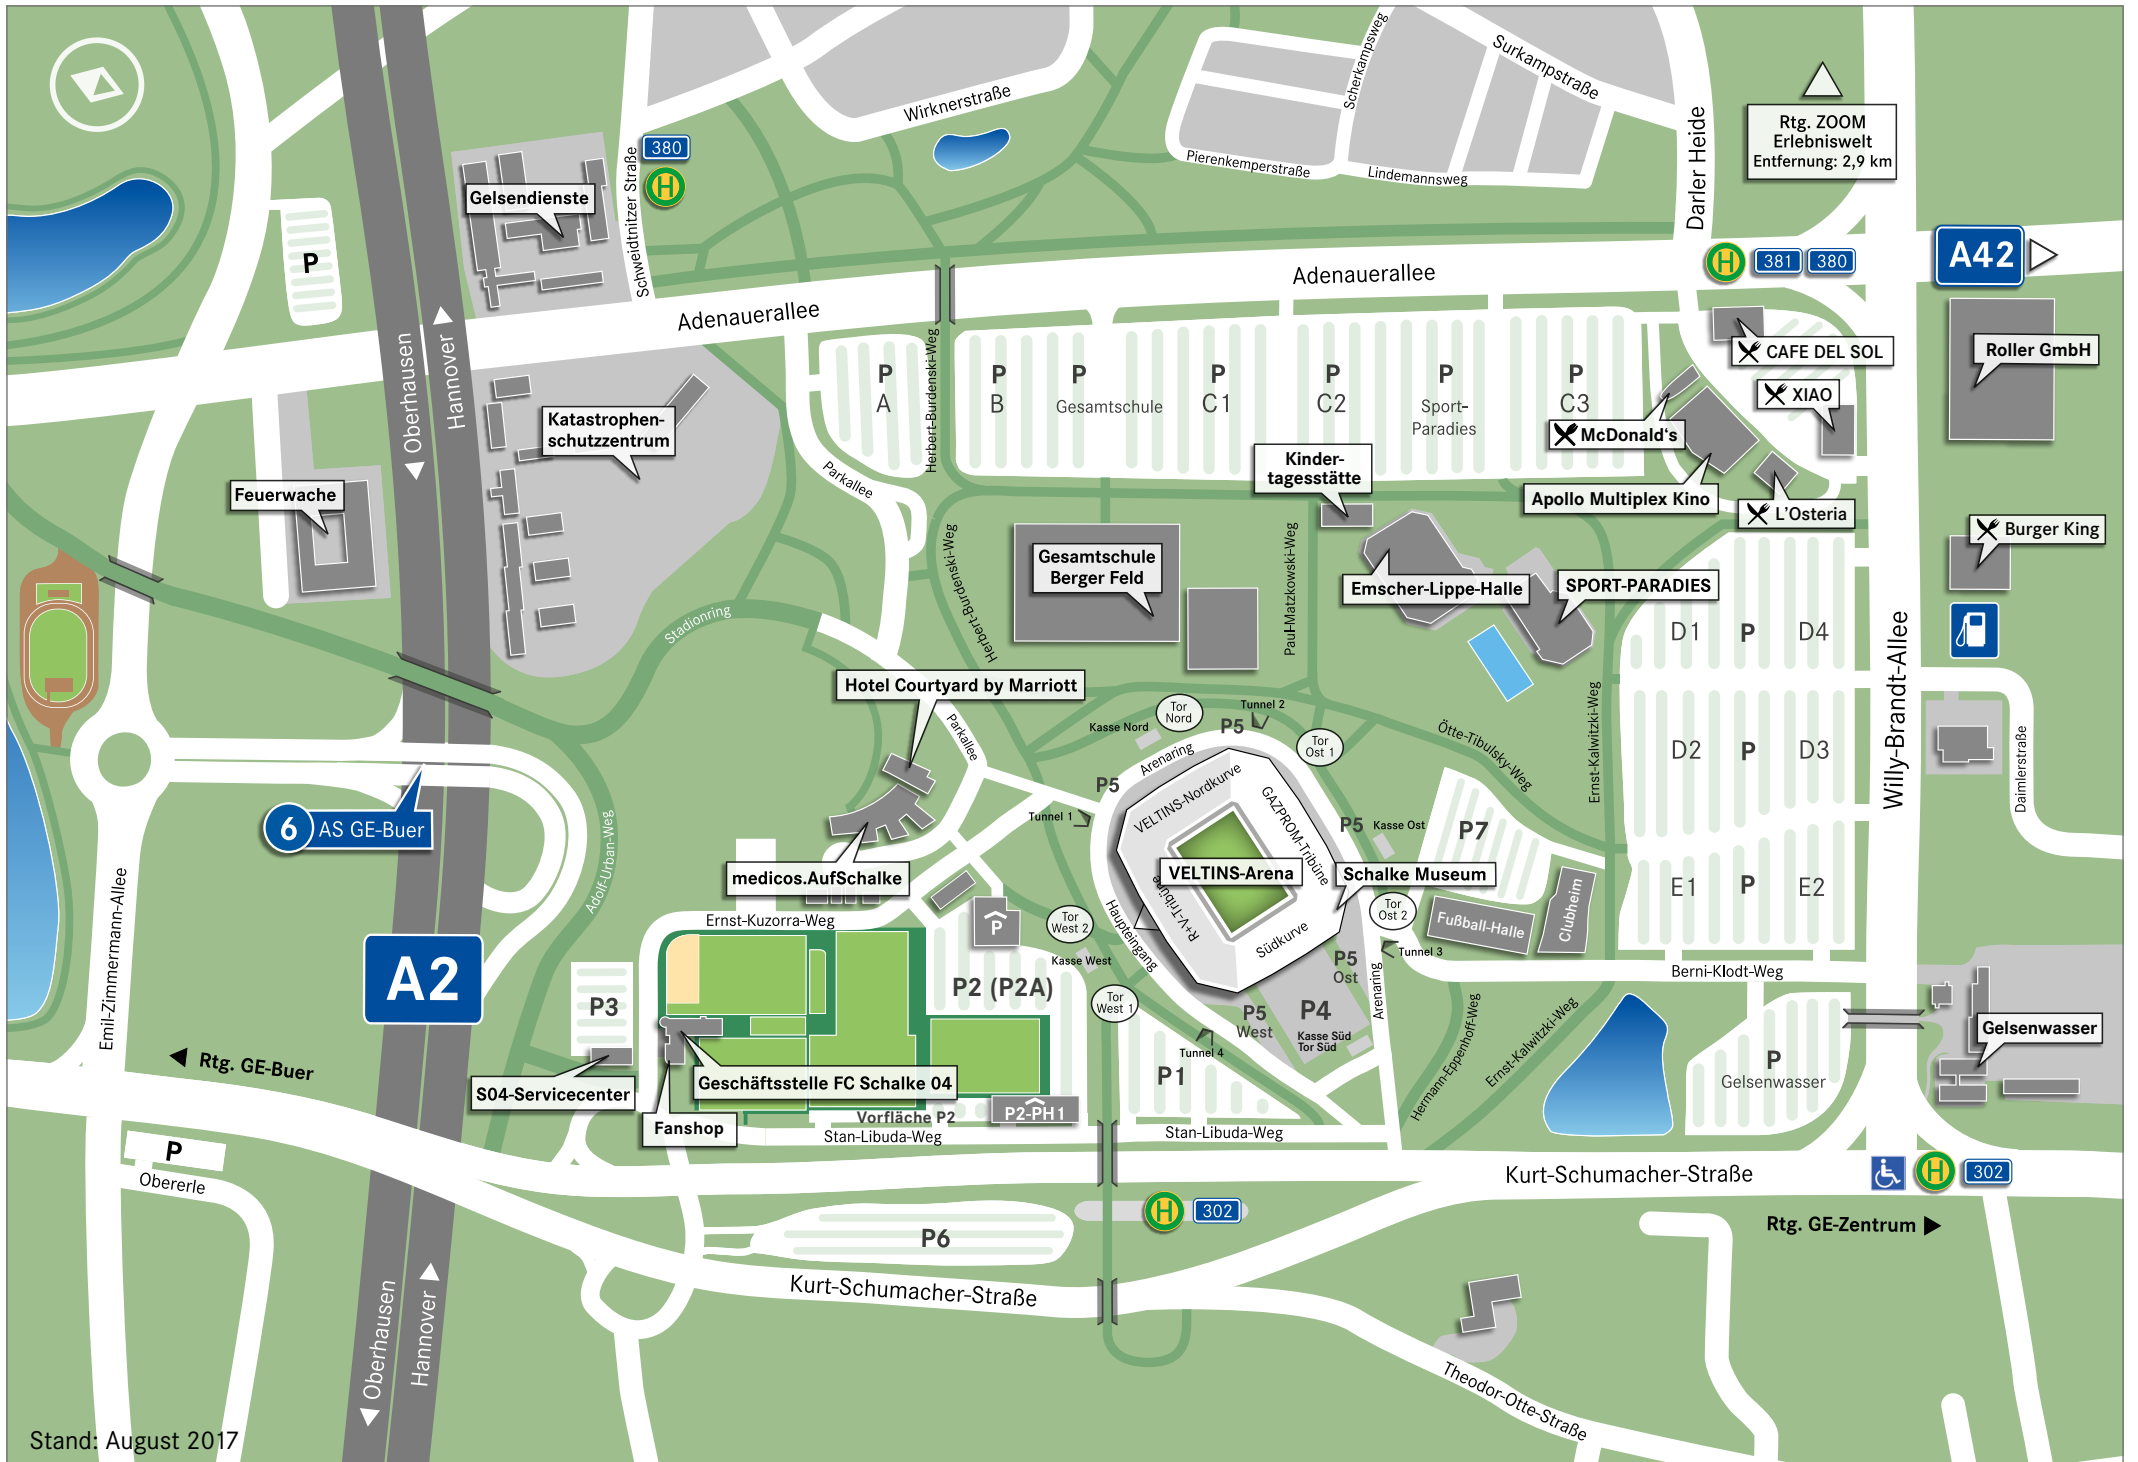 Wirknerstraße
Scherkampsweg
Surkampstraße
Pierenkemperstraße
Lindemannsweg
Darler Heide
Rtg. ZOOM
Erlebniswelt
Entfernung: 2,9 km
380
H
Schweidtnitzer Straße
Gelsendienste
P
H
381
380
A42
Adenauerallee
Adenauerallee
Oberhausen
Hannover
Herbert-Burdenski-Weg
P
A
P
B
P
Gesamtschule
P
C1
P
C2
P
Sport-
Paradies
P
C3
CAFE DEL SOL
XIAO
McDonald's
Roller GmbH
Katastrophen-
schutzzentrum
Kinder-
tagesstätte
Parkallee
Feuerwache
Apollo Multiplex Kino
L'Osteria
Burger King
Herbert-Burdenski-Weg
Gesamtschule
Berger Feld
Paul-Matzkowski-Weg
Emscher-Lippe-Halle
SPORT-PARADIES
Stadionring
D1
P
D4
Willy-Brandt-Allee
Hotel Courtyard by Marriott
Parkallee
Kasse Nord
Tor
Nord
Tunnel 2
P5
Tor
Ost 1
Arenaring
Otte-Tibulsky-Weg
Ernst-Kalwitzki-Weg
D2
P
D3
Daimlerstraße
P5
6
AS GE-Buer
Tunnel 1
VELTINS-Nordkurve
GAZPROM-Tribüne
P5
Kasse Ost
P7
Adolf-Urban-Weg
medicos.AufSchalke
VELTINS-Arena
Schalke Museum
R+V-Tribüne
Südkurve
Haupteingang
E1
P
E2
Ernst-Kuzorra-Weg
P
Tor
West 2
Tor
Ost 2
Fußball-Halle
Clubheim
Emil-Zimmermann-Allee
Kasse West
Tunnel 3
A2
P3
P2 (P2A)
Tor
West 1
P5
Ost
Arenaring
Berni-Klodt-Weg
P5
West
P4
Kasse Süd
Tor Süd
Tunnel 4
Hermann-Eppenhoff-Weg
Ernst-Kalwitzki-Weg
Gelsenwasser
Rtg. GE-Buer
P1
P
Gelsenwasser
S04-Servicecenter
Geschäftsstelle FC Schalke 04
Fanshop
Vorfläche P2
P2-PH1
Stan-Libuda-Weg
Stan-Libuda-Weg
P
Obererle
Kurt-Schumacher-Straße
H
302
H
302
P6
Rtg. GE-Zentrum
Kurt-Schumacher-Straße
Oberhausen
Hannover
Theodor-Otte-Straße
Stand: August 2017